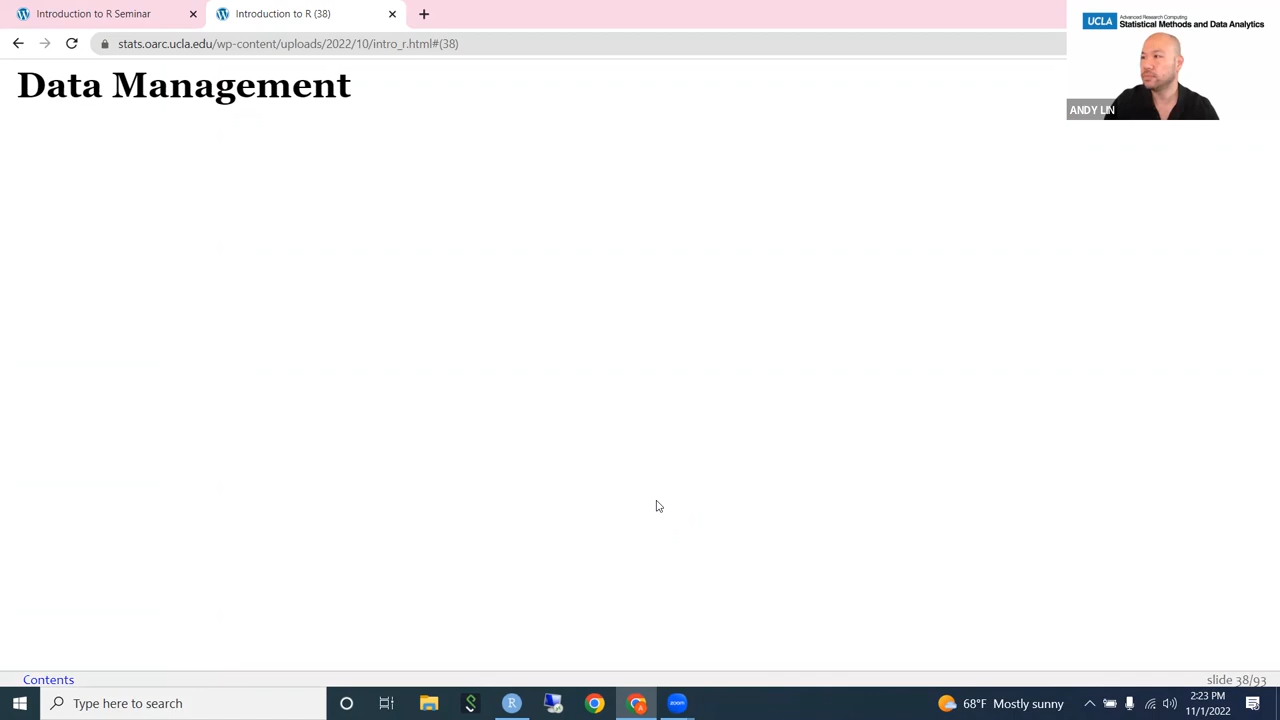 Introduction to R Seminar
Introduction to R (38)
stats.oarc.ucla.edu/wp-content/uploads/2022/10/intro_r.html#(38)
UCLA
Advanced Research Computing
Statistical Methods and Data Analytics
ANDY LIN
Data Management
Contents
slide 38/93
Type here to search
zoom
68°F Mostly sunny
2:23 PM
11/1/2022